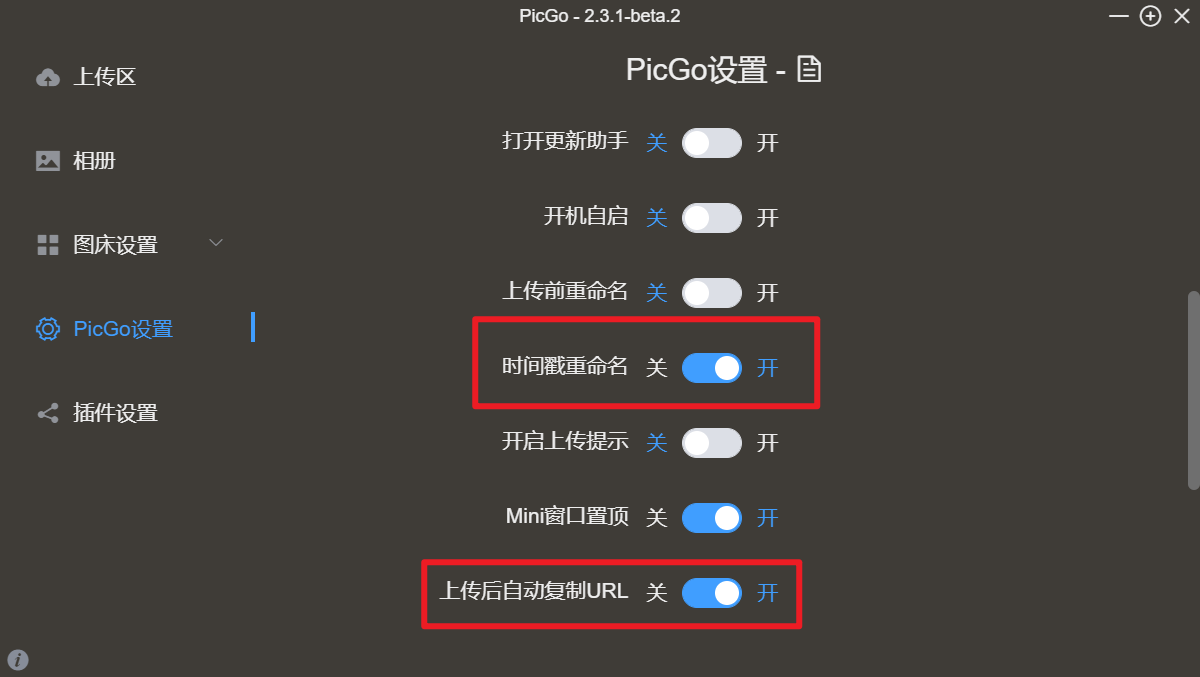 PicGo - 2.3.1-beta.2
上传区
相册
图床设置
PicGo设置
插件设置
PicGo设置 -
打开更新助手 关 开
开机自启 关 开
上传前重命名 关 开
时间戳重命名 关 开
开启上传提示 关 开
Mini窗口置顶 关 开
上传后自动复制URL 关 开